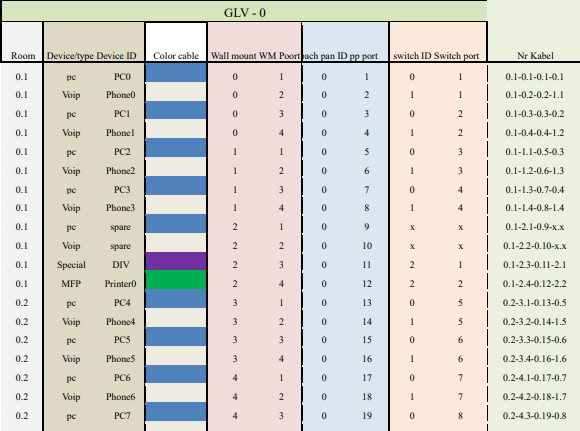 GLV - 0
Room Device/type Device ID Color cable Wall mount WM Poort pach pan ID pp port switch ID Switch port Nr Kabel
0.1 pc PC0 0 1 0 1 0 1 0.1-0.1-0.1-0.1
0.1 Voip Phone0 0 2 0 2 1 1 0.1-0.2-0.2-1.1
0.1 pc PC1 0 3 0 3 0 2 0.1-0.3-0.3-0.2
0.1 Voip Phone1 0 4 0 4 1 2 0.1-0.4-0.4-1.2
0.1 pc PC2 1 1 0 5 0 3 0.1-1.1-0.5-0.3
0.1 Voip Phone2 1 2 0 6 1 3 0.1-1.2-0.6-1.3
0.1 pc PC3 1 3 0 7 0 4 0.1-1.3-0.7-0.4
0.1 Voip Phone3 1 4 0 8 1 4 0.1-1.4-0.8-1.4
0.1 pc spare 2 1 0 9 x x 0.1-2.1-0.9-x.x
0.1 Voip spare 2 2 0 10 x x 0.1-2.2-0.10-x.x
0.1 Special DIV 2 3 0 11 2 1 0.1-2.3-0.11-2.1
0.1 MFP Printer0 2 4 0 12 2 2 0.1-2.4-0.12-2.2
0.2 pc PC4 3 1 0 13 0 5 0.2-3.1-0.13-0.5
0.2 Voip Phone4 3 2 0 14 1 5 0.2-3.2-0.14-1.5
0.2 pc PC5 3 3 0 15 0 6 0.2-3.3-0.15-0.6
0.2 Voip Phone5 3 4 0 16 1 6 0.2-3.4-0.16-1.6
0.2 pc PC6 4 1 0 17 0 7 0.2-4.1-0.17-0.7
0.2 Voip Phone6 4 2 0 18 1 7 0.2-4.2-0.18-1.7
0.2 pc PC7 4 3 0 19 0 8 0.2-4.3-0.19-0.8